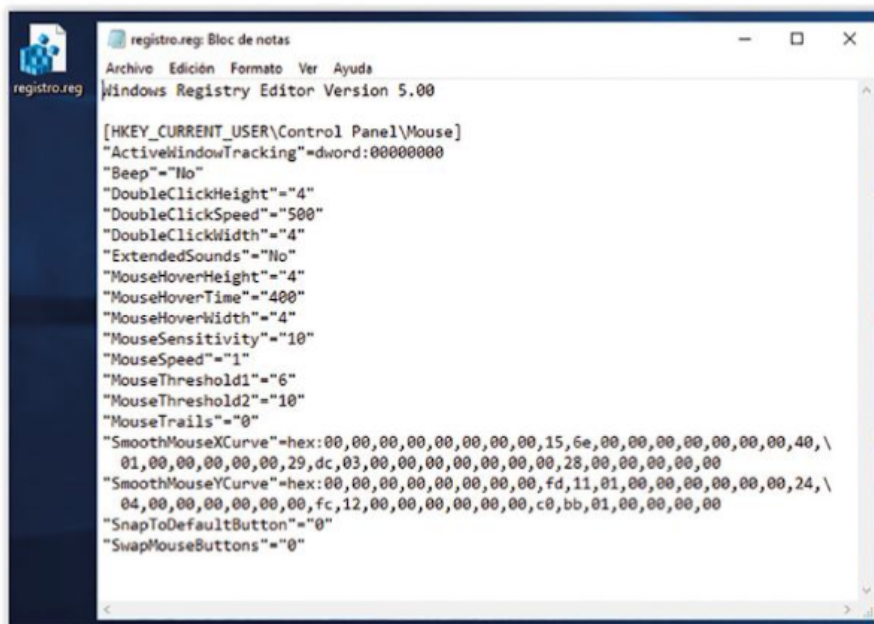 registro.reg
registro.reg: Bloc de notas
Archivo Edición Formato Ver Ayuda
Windows Registry Editor Version 5.00
[HKEY_CURRENT_USER\Control Panel\Mouse]
"ActiveWindowTracking"=dword:00000000
"Beep"="No"
"DoubleClickHeight"="4"
"DoubleClickSpeed"="500"
"DoubleClickWidth"="4"
"ExtendedSounds"="No"
"MouseHoverHeight"="4"
"MouseHoverTime"="400"
"MouseHoverWidth"="4"
"MouseSensitivity"="10"
"MouseSpeed"="1"
"MouseThreshold1"="6"
"MouseThreshold2"="10"
"MouseTrails"="0"
"SmoothMouseXCurve"=hex:00,00,00,00,00,00,00,00,15,6e,00,00,00,00,00,00,00,40,\
01,00,00,00,00,00,29,dc,03,00,00,00,00,00,00,00,28,00,00,00,00,00
"SmoothMouseYCurve"=hex:00,00,00,00,00,00,00,00,fd,11,01,00,00,00,00,00,00,24,\
04,00,00,00,00,00,00,fc,12,00,00,00,00,00,00,c0,bb,01,00,00,00,00
"SnapToDefaultButton"="0"
"SwapMouseButtons"="0"